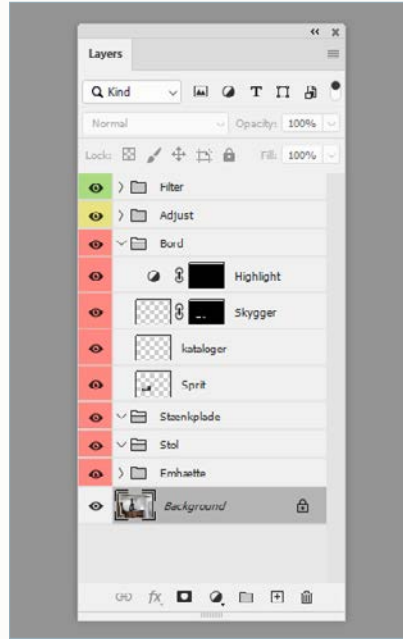 Layers
Kind
Normal Opacity: 100%
Lock: Fill: 100%
Filter
Adjust
Bord
Highlight
Skygger
kataloger
Sprit
Stænkplade
Stol
Emhætte
Background
fx